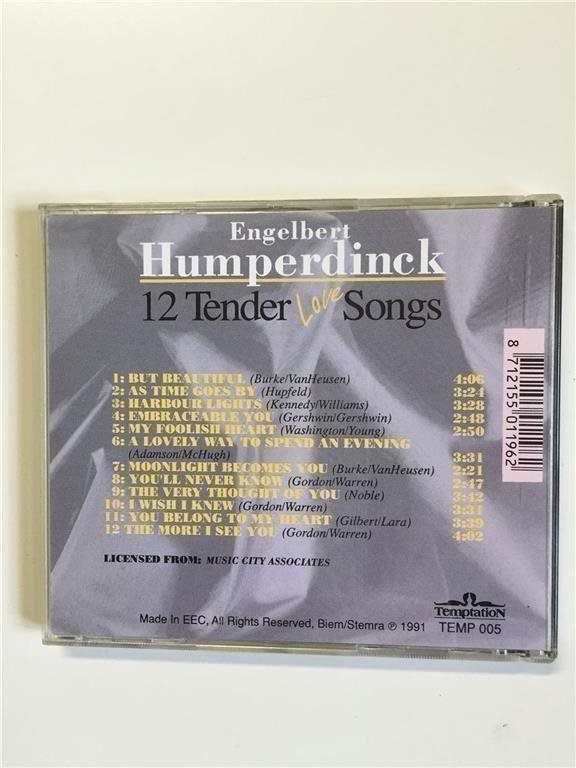 Engelbert
Humperdinck
12 Tender Love Songs
1: BUT BEAUTIFUL (Burke/VanHeusen) 4:06
2: AS TIME GOES BY (Hupfeld) 3:24
3: HARBOUR LIGHTS (Kennedy/Williams) 3:28
4: EMBRACEABLE YOU (Gershwin/Gershwin) 2:48
5: MY FOOLISH HEART (Washington/Young) 2:50
6: A LOVELY WAY TO SPEND AN EVENING
(Adamson/McHugh) 3:31
7: MOONLIGHT BECOMES YOU (Burke/VanHeusen) 2:21
8: YOU'LL NEVER KNOW (Gordon/Warren) 2:47
9: THE VERY THOUGHT OF YOU (Noble) 3:42
10: I WISH I KNEW (Gordon/Warren) 3:31
11: YOU BELONG TO MY HEART (Gilbert/Lara) 3:39
12 THE MORE I SEE YOU (Gordon/Warren) 4:02
LICENSED FROM: MUSIC CITY ASSOCIATES
Made In EEC, All Rights Reserved, Biem/Stemra ℗ 1991
Temptation
TEMP 005
8 712155 011962